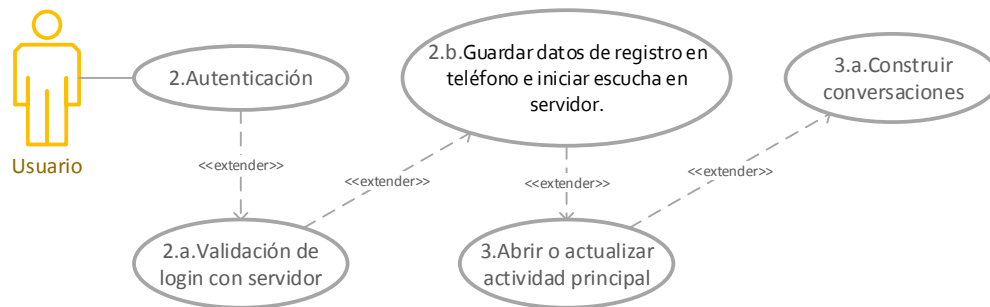 Usuario
2.Autenticación
<<extender>>
2.a.Validación de
login con servidor
<<extender>>
2.b.Guardar datos de registro en
teléfono e iniciar escucha en
servidor.
<<extender>>
3.Abrir o actualizar
actividad principal
<<extender>>
3.a.Construir
conversaciones